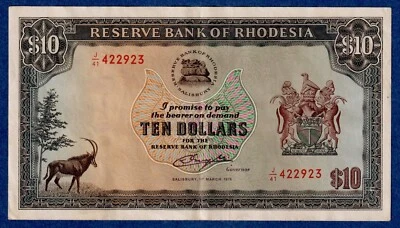 RESERVE BANK OF RHODESIA
$10
$10
J/41 422923
RESERVE BANK OF RHODESIA
SALISBURY
I promise to pay
the bearer on demand
TEN DOLLARS
FOR THE
RESERVE BANK OF RHODESIA
Governor
J/41 422923
SALISBURY, 1ST MARCH
$10